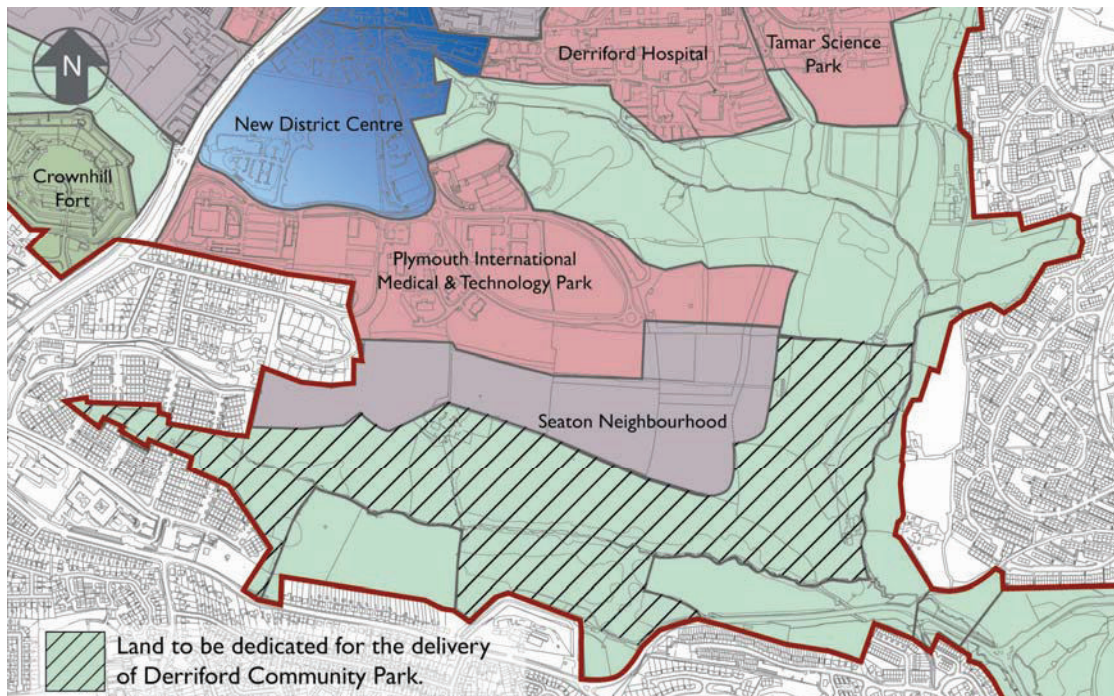 N
Derriford Hospital
Tamar Science
Park
New District Centre
Crownhill
Fort
Plymouth International
Medical & Technology Park
Seaton Neighbourhood
Land to be dedicated for the delivery
of Derriford Community Park.